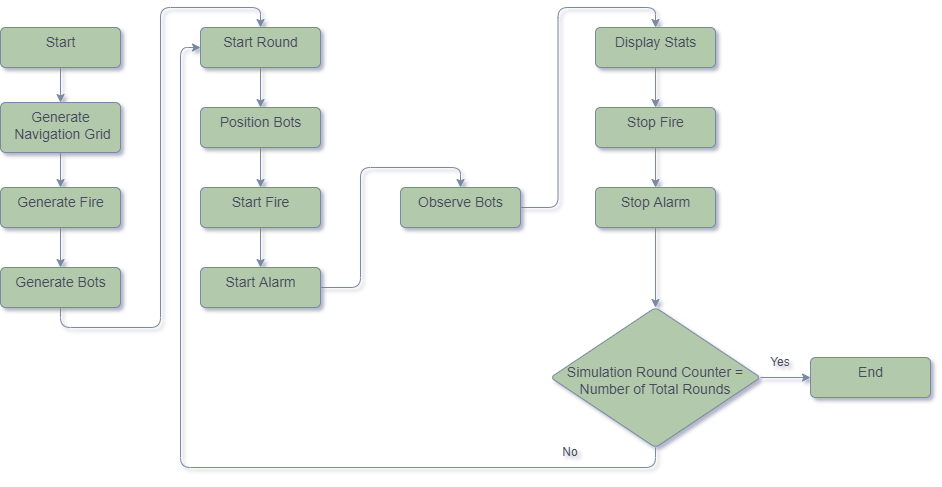 Start
Generate
Navigation Grid
Generate Fire
Generate Bots
Start Round
Position Bots
Start Fire
Start Alarm
Observe Bots
Display Stats
Stop Fire
Stop Alarm
Simulation Round Counter =
Number of Total Rounds
Yes
End
No